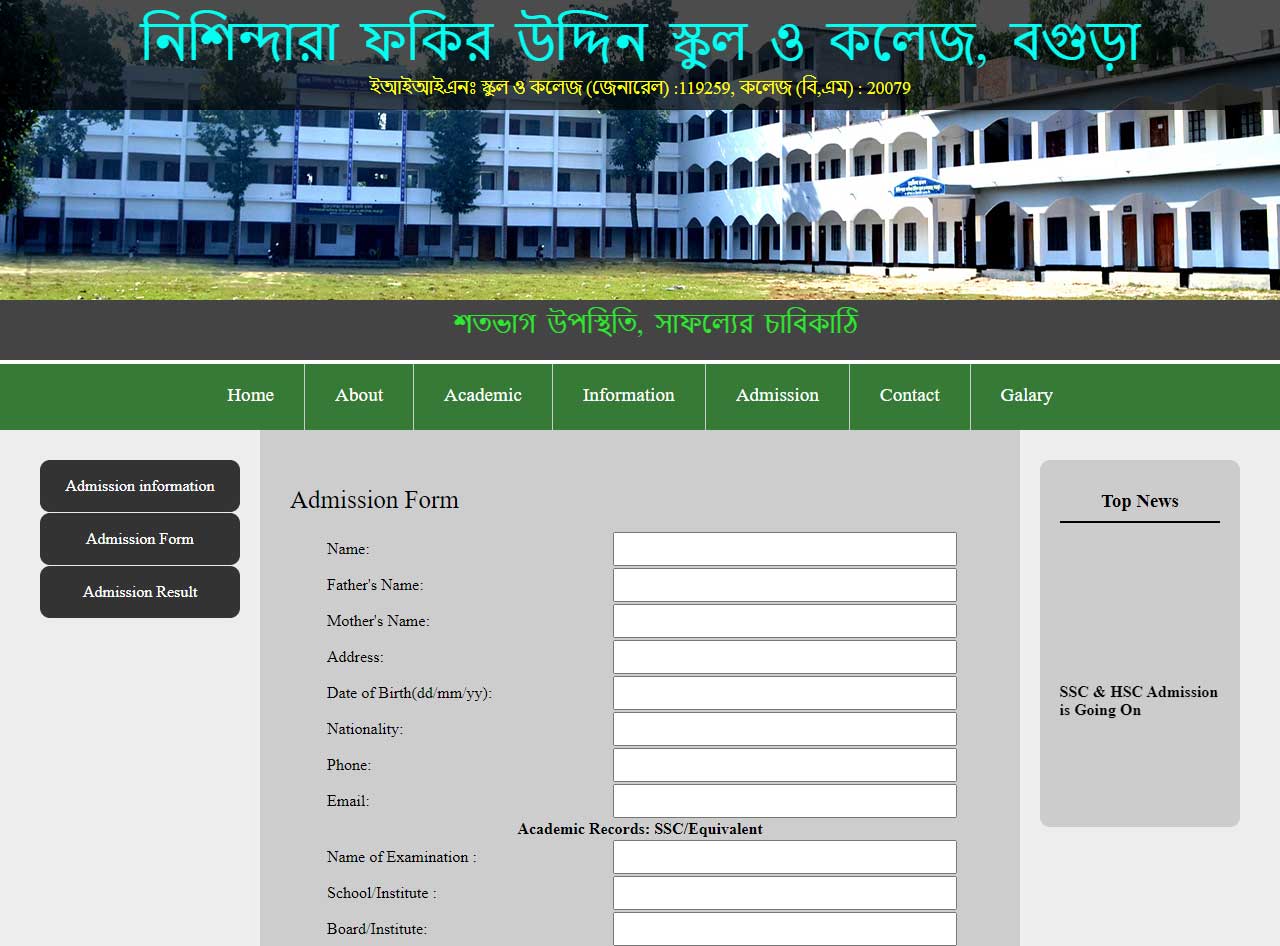 নিশিন্দারা ফকির উদ্দিন স্কুল ও কলেজ, বগুড়া
ইআইআইএনঃ স্কুল ও কলেজ (জেনারেল) :119259, কলেজ (বি,এম) : 20079
শতভাগ উপস্থিতি, সাফল্যের চাবিকাঠি
Home About Academic Information Admission Contact Galary
Admission information
Admission Form
Admission Result
Admission Form
Name:
Father's Name:
Mother's Name:
Address:
Date of Birth(dd/mm/yy):
Nationality:
Phone:
Email:
Academic Records: SSC/Equivalent
Name of Examination :
School/Institute :
Board/Institute:
Top News
SSC & HSC Admission
is Going On